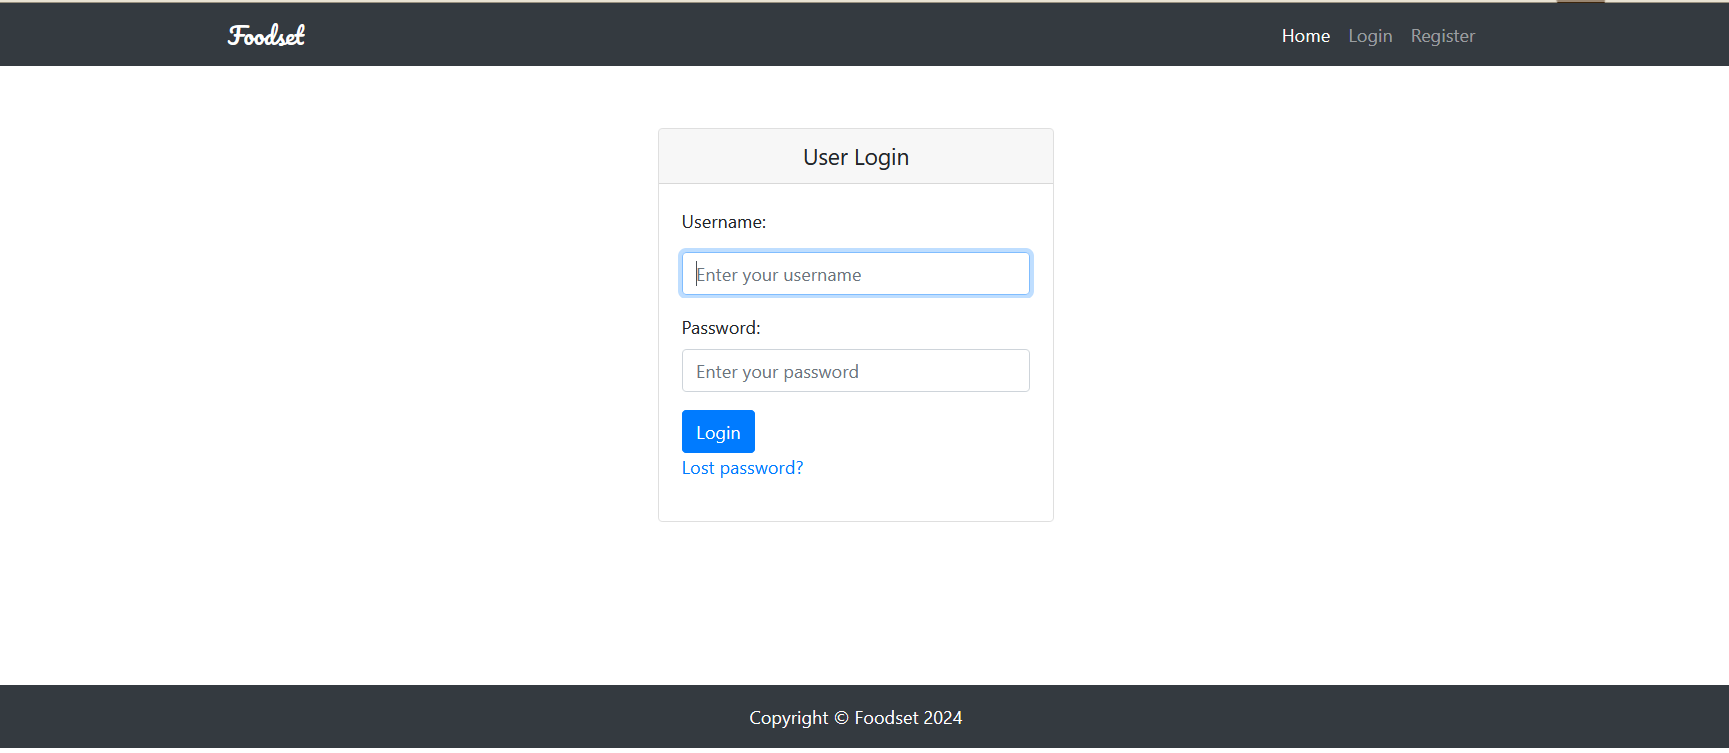 Foodset
Home Login Register
User Login
Username:
Enter your username
Password:
Enter your password
Login
Lost password?
Copyright © Foodset 2024